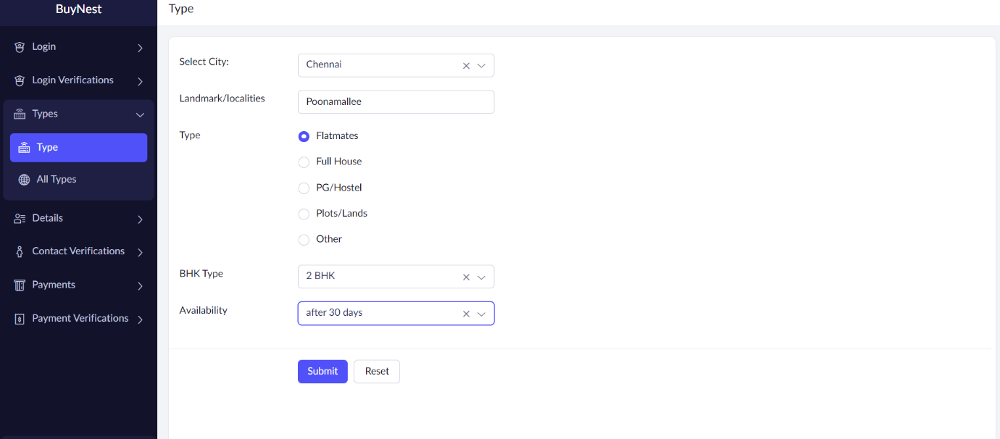 BuyNest
Type
Login
Login Verifications
Types
Type
All Types
Details
Contact Verifications
Payments
Payment Verifications
Select City:
Chennai
Landmark/localities
Poonamallee
Type
Flatmates
Full House
PG/Hostel
Plots/Lands
Other
BHK Type
2 BHK
Availability
after 30 days
Submit
Reset